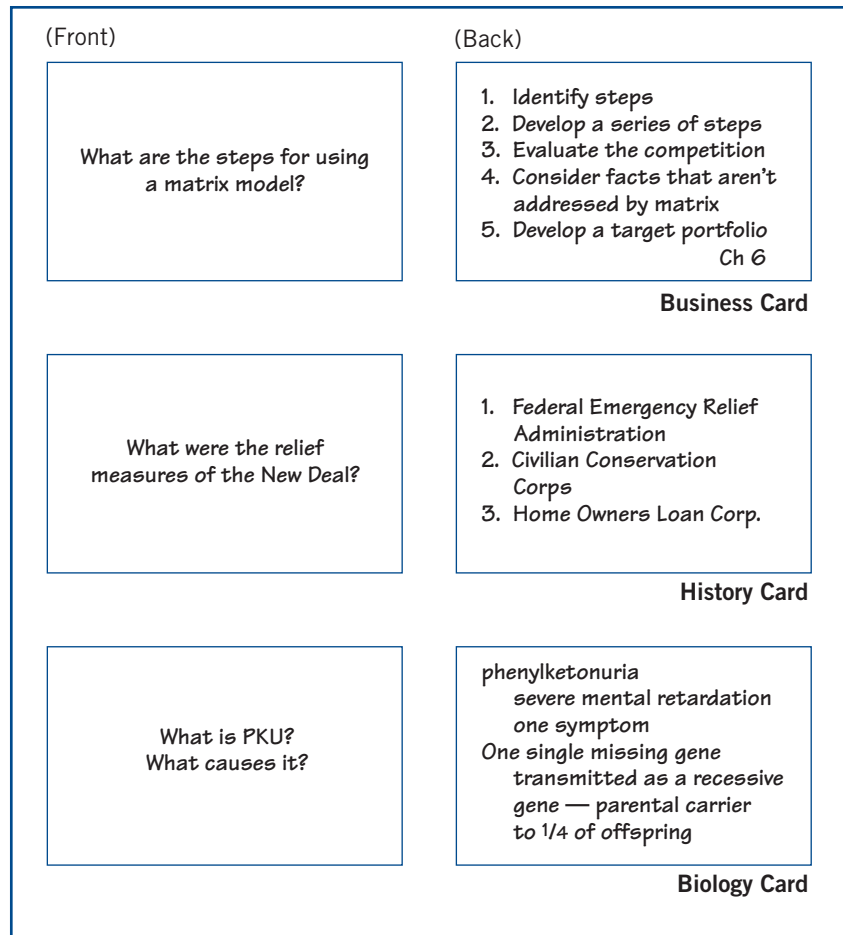 (Front)
(Back)
What are the steps for using
a matrix model?
1. Identify steps
2. Develop a series of steps
3. Evaluate the competition
4. Consider facts that aren't
addressed by matrix
5. Develop a target portfolio
Ch 6
Business Card
What were the relief
measures of the New Deal?
1. Federal Emergency Relief
Administration
2. Civilian Conservation
Corps
3. Home Owners Loan Corp.
History Card
What is PKU?
What causes it?
phenylketonuria
severe mental retardation
one symptom
One single missing gene
transmitted as a recessive
gene — parental carrier
to 1/4 of offspring
Biology Card